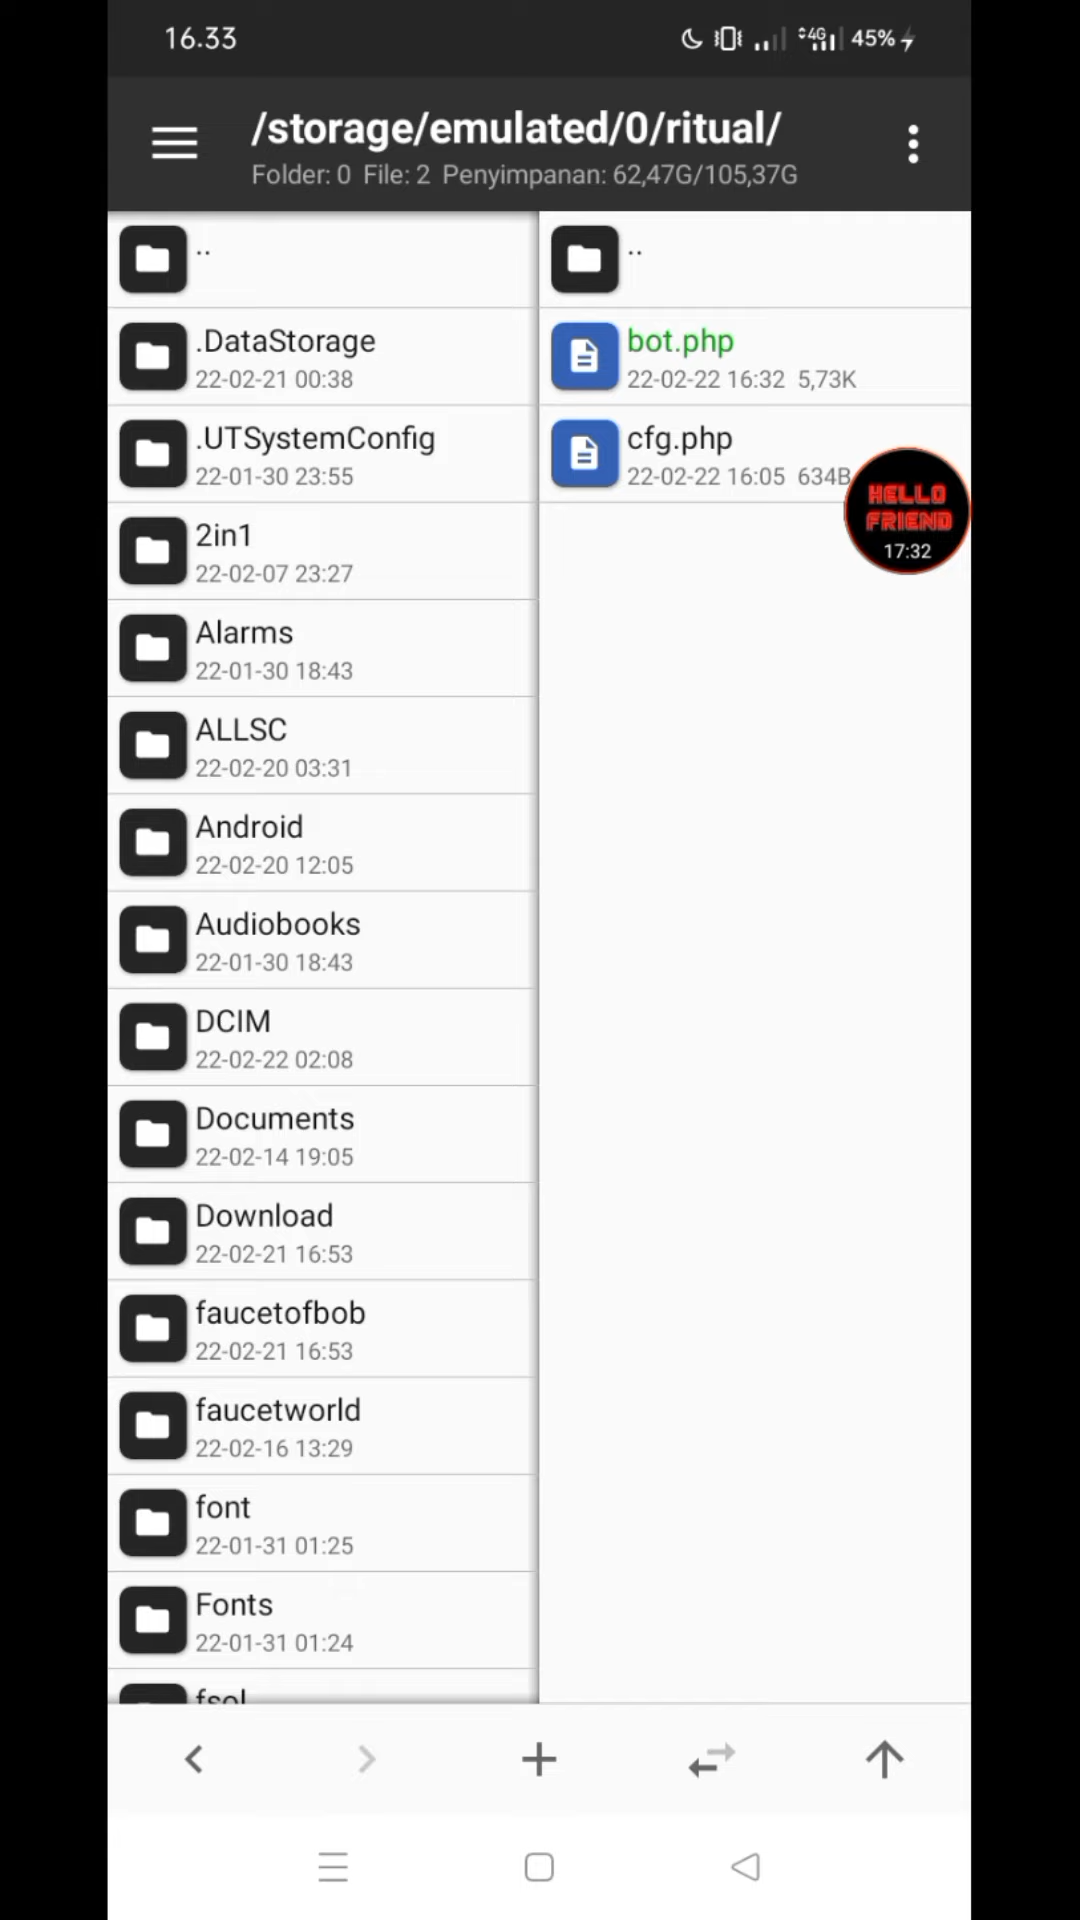 16.33
4G
45%
/storage/emulated/0/ritual/
Folder: 0 File: 2 Penyimpanan: 62,47G/105,37G
..
.DataStorage
22-02-21 00:38
.UTSystemConfig
22-01-30 23:55
2in1
22-02-07 23:27
Alarms
22-01-30 18:43
ALLSC
22-02-20 03:31
Android
22-02-20 12:05
Audiobooks
22-01-30 18:43
DCIM
22-02-22 02:08
Documents
22-02-14 19:05
Download
22-02-21 16:53
faucetofbob
22-02-21 16:53
faucetworld
22-02-16 13:29
font
22-01-31 01:25
Fonts
22-01-31 01:24
fsol
..
bot.php
22-02-22 16:32 5,73K
cfg.php
22-02-22 16:05 634B
HELLO
FRIEND
17:32